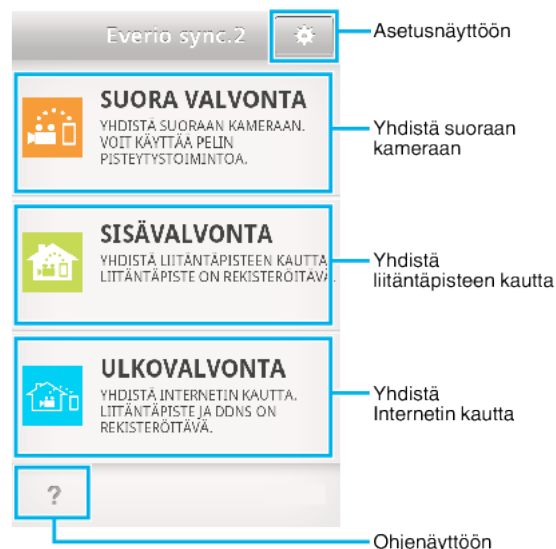 Everio sync.2
Asetusnäyttöön
SUORA VALVONTA
YHDISTÄ SUORAAN KAMERAAN.
VOIT KÄYTTÄÄ PELIN
PISTEYTYSTOIMINTOA.
Yhdistä suoraan
kameraan
SISÄVALVONTA
YHDISTÄ LIITÄNTÄPISTEEN KAUTTA
LIITÄNTÄPISTE ON REKISTERÖITÄVÄ.
Yhdistä
liitäntäpisteen kautta
ULKOVALVONTA
YHDISTÄ INTERNETIN KAUTTA.
LIITÄNTÄPISTE JA DDNS ON
REKISTERÖITÄVÄ.
Yhdistä
Internetin kautta
?
Ohienäyttöön